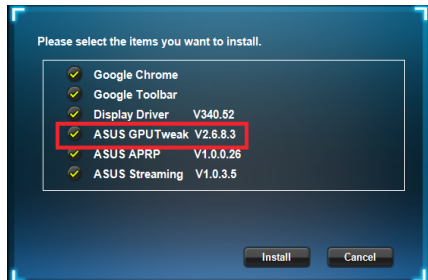 Please select the items you want to install.
Google Chrome
Google Toolbar
Display Driver V340.52
ASUS GPUTweak V2.6.8.3
ASUS APRP V1.0.0.26
ASUS Streaming V1.0.3.5
Install Cancel